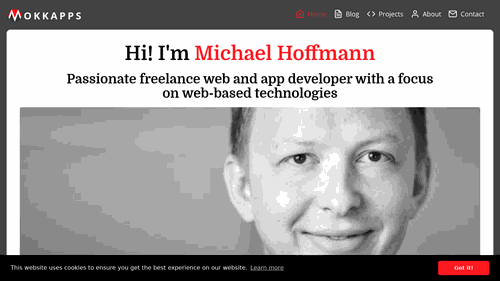 MOKKAPPS
Home Blog Projects About Contact
Hi! I'm Michael Hoffmann
Passionate freelance web and app developer with a focus
on web-based technologies
This website uses cookies to ensure you get the best experience on our website. Learn more
Got it!